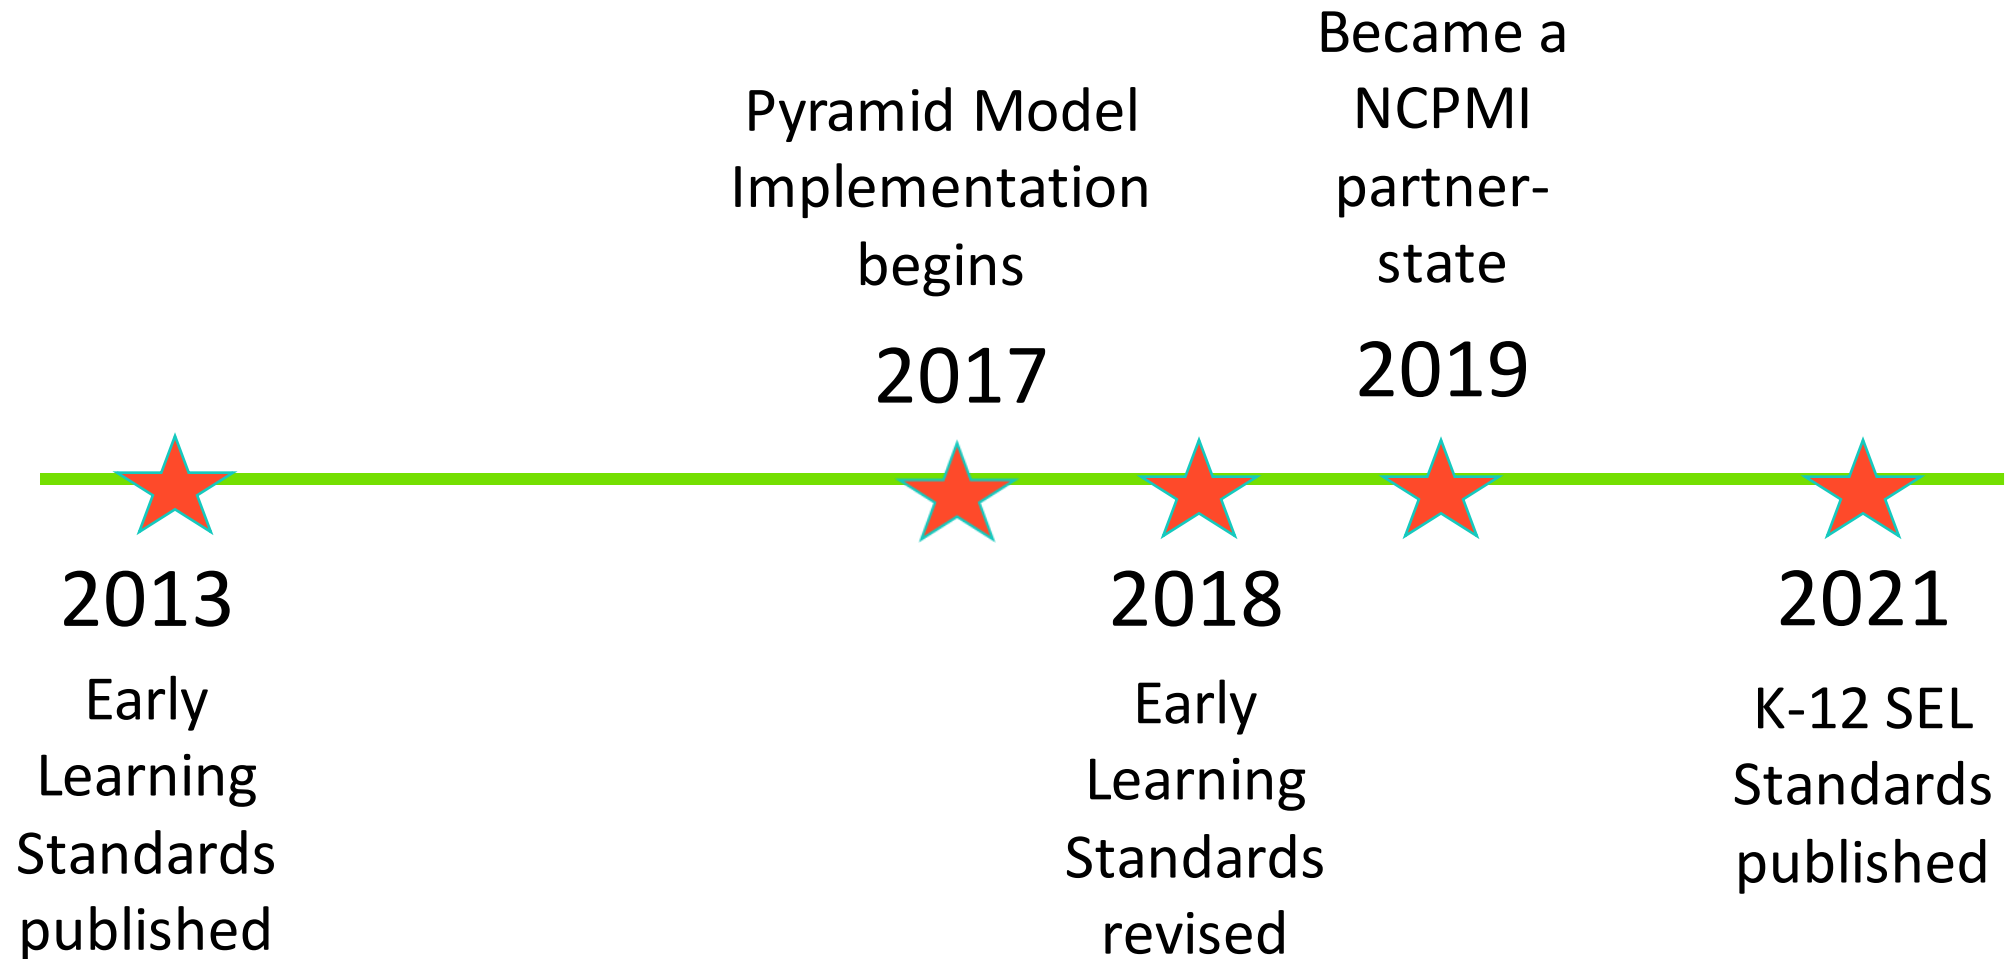 2013
Early
Learning
Standards
published
Pyramid Model
Implementation
begins
2017
2018
Early
Learning
Standards
revised
Became a
NCPMI
partner-
state
2019
2021
K-12 SEL
Standards
published